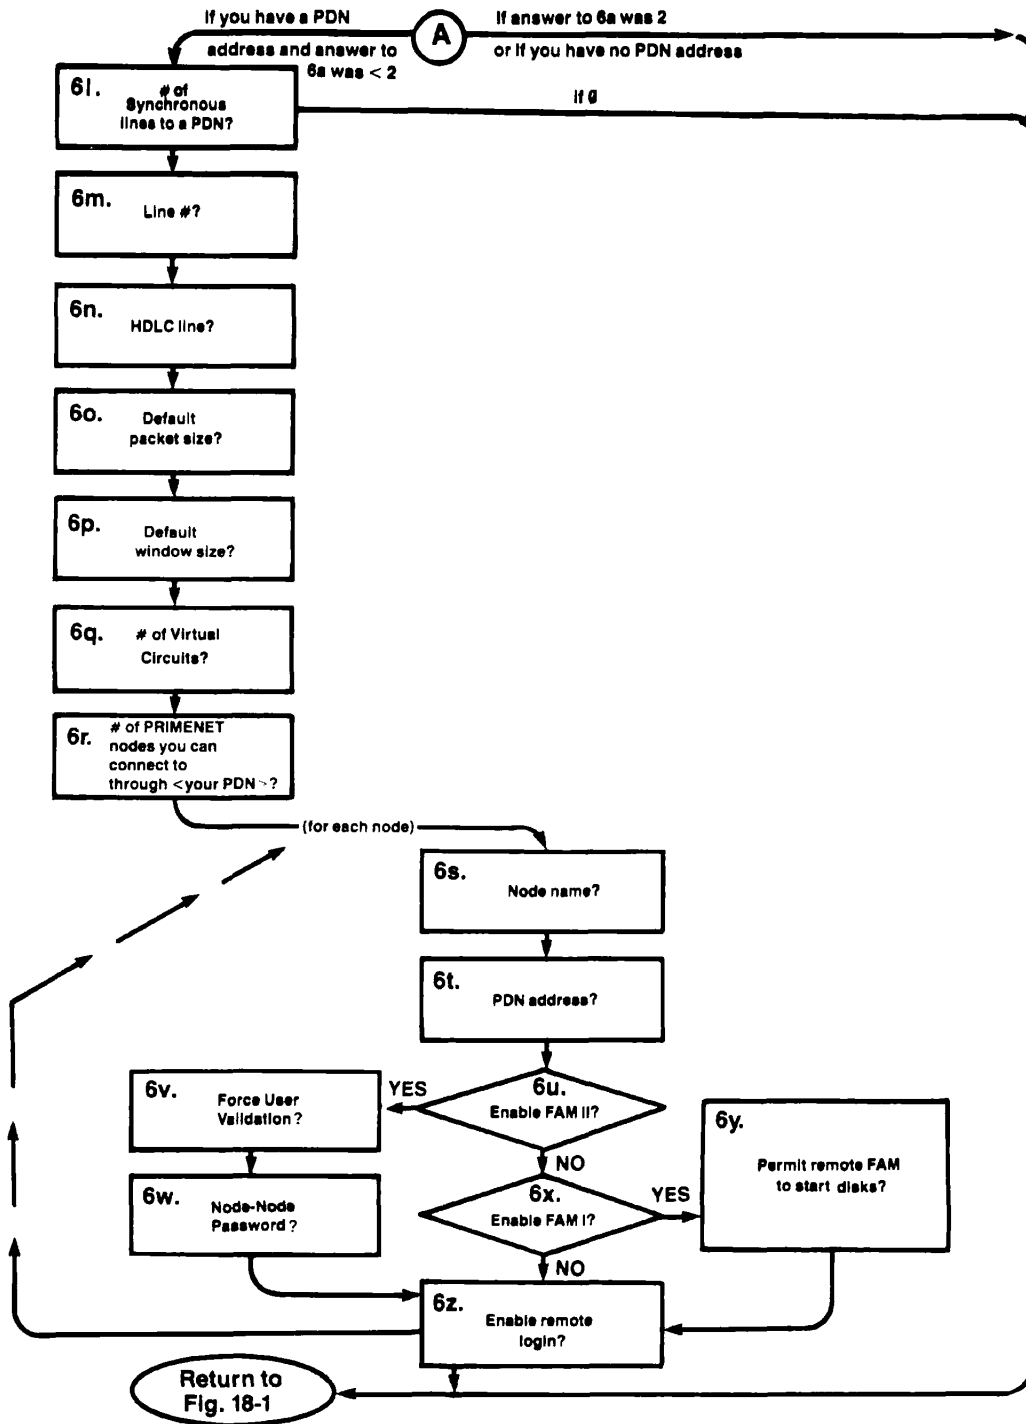 If you have a PDN
address and answer to
6a was < 2
A
If answer to 6a was 2
or if you have no PDN address
6l. # of
Synchronous
lines to a PDN?
If 0
6m. Line #?
6n. HDLC line?
6o. Default
packet size?
6p. Default
window size?
6q. # of Virtual
Circuits?
6r. # of PRIMENET
nodes you can
connect to
through <your PDN>?
(for each node)
6s. Node name?
6t. PDN address?
6u.
Enable FAM II?
YES
6v. Force User
Validation?
NO
6w. Node-Node
Password?
6x.
Enable FAM I?
YES
6y.
Permit remote FAM
to start disks?
NO
6z. Enable remote
login?
Return to
Fig. 18-1